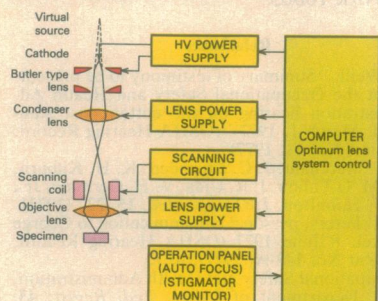 Virtual
source
Cathode
Butler type
lens
Condenser
lens
Scanning
coil
Objective
lens
Specimen
HV POWER
SUPPLY
LENS POWER
SUPPLY
SCANNING
CIRCUIT
LENS POWER
SUPPLY
OPERATION PANEL
(AUTO FOCUS)
(STIGMATOR
MONITOR)
COMPUTER
Optimum lens
system control